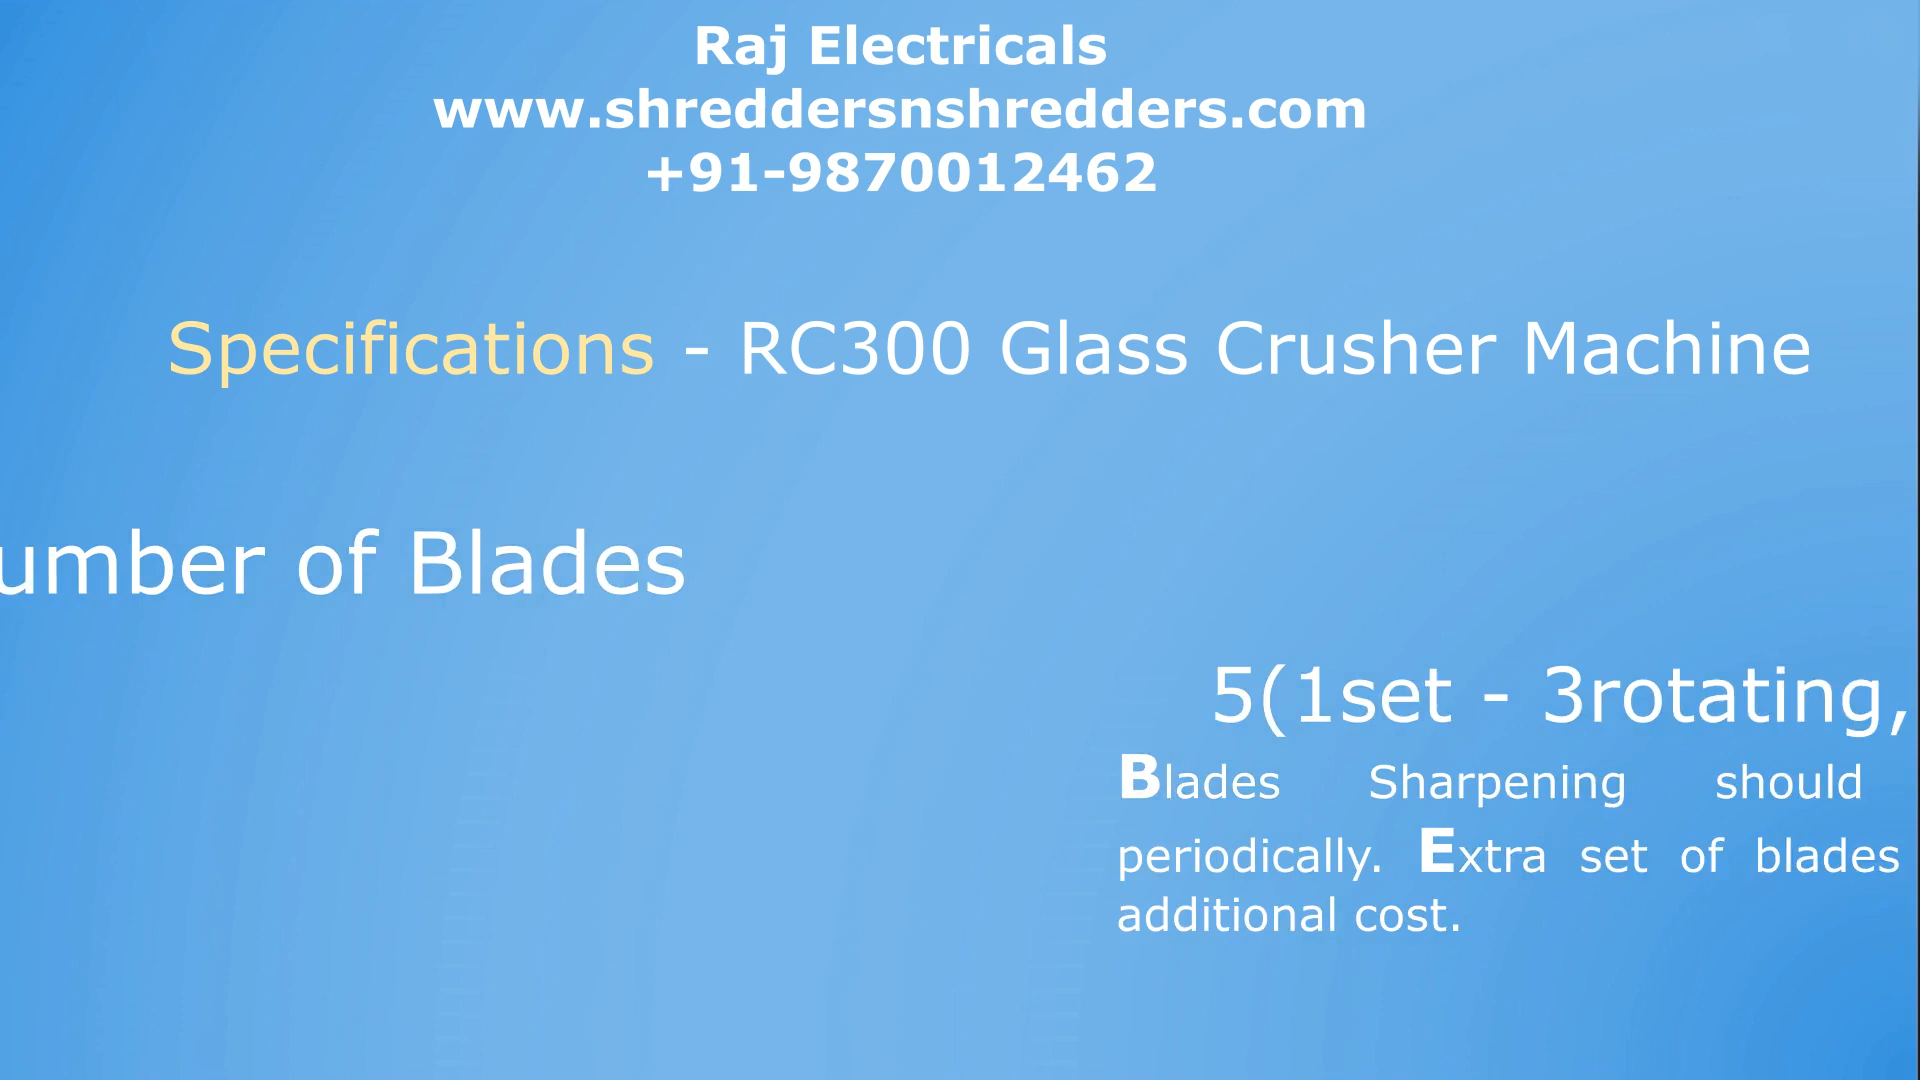 Raj Electricals
www.shreddersnshredders.com
+91-9870012462
Specifications - RC300 Glass Crusher Machine
umber of Blades
5(1set - 3rotating,
Blades Sharpening should
periodically. Extra set of blades
additional cost.